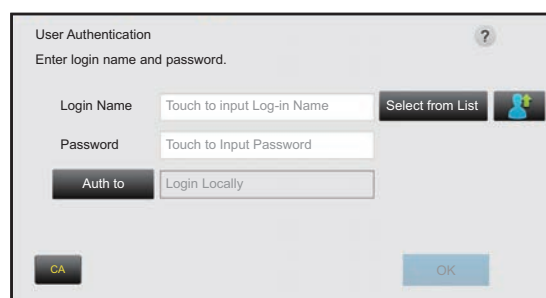 User Authentication
?
Enter login name and password.
Login Name
Touch to input Log-in Name
Select from List
Password
Touch to Input Password
Auth to
Login Locally
CA
OK